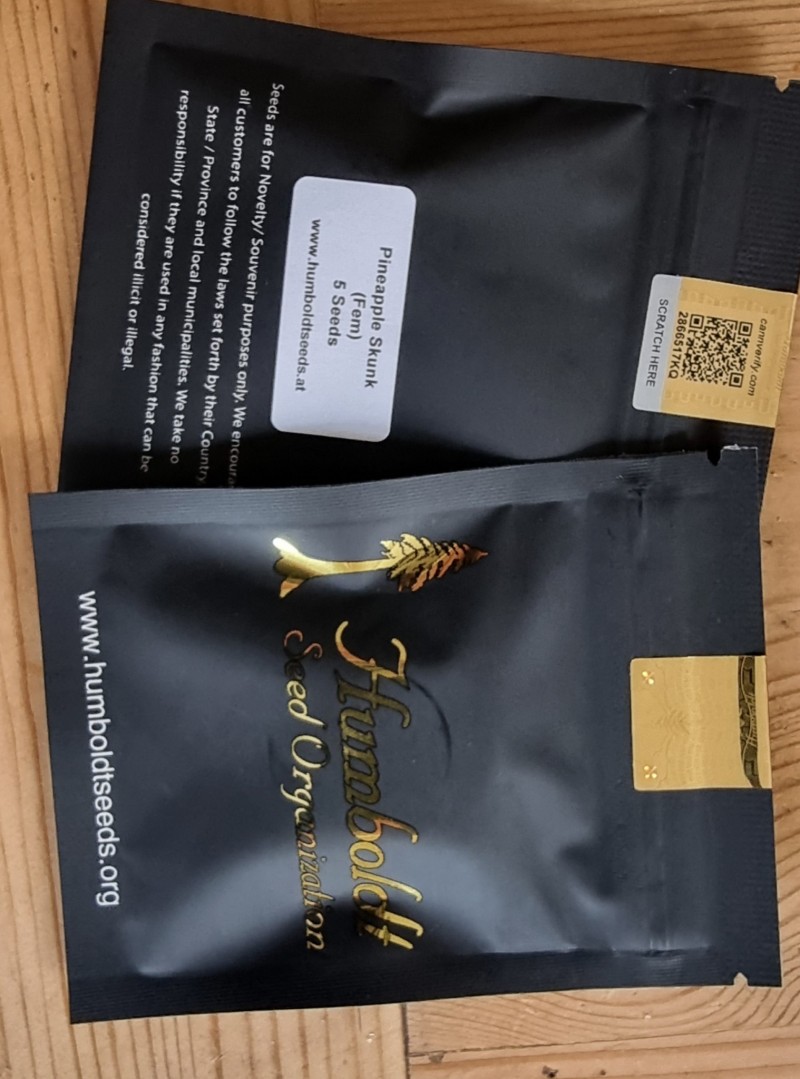 Seeds are for Novelty/ Souvenir purposes only. We encoura
all customers to follow the laws set forth by their Country
State / Province and local municipalities. We take no
responsibility if they are used in any fashion that can be
considered illicit or illegal.
Pineapple Skunk
(Fem)
5 Seeds
www.humboldtseeds.at
cannverify.com
2866517KQ
SCRATCH HERE
Humboldt
Seed Organization
www.humboldtseeds.org